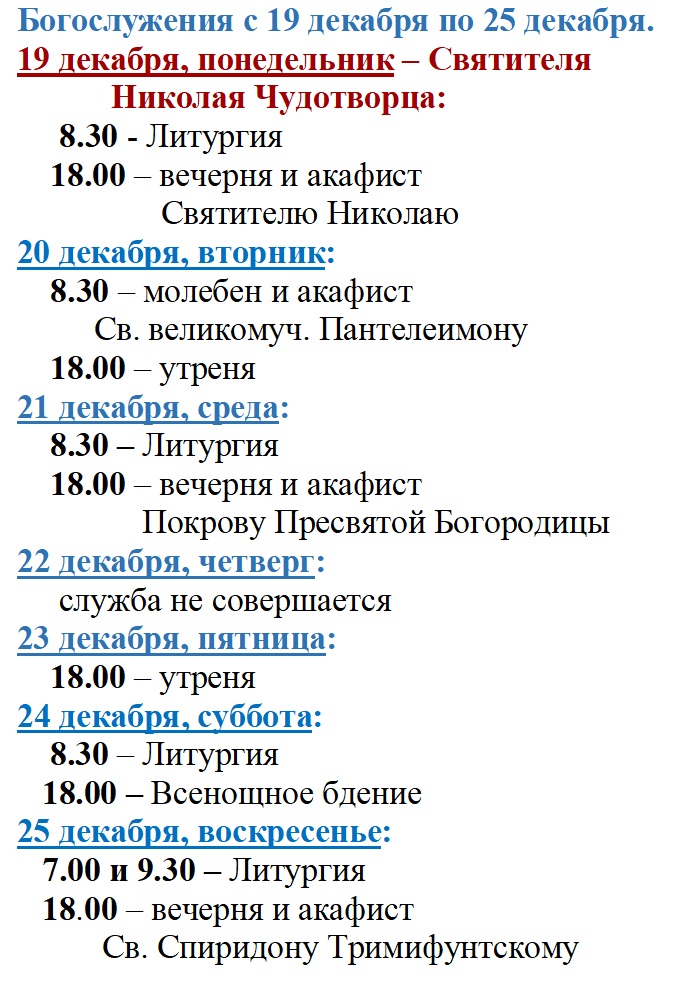 Богослужения с 19 декабря по 25 декабря.
19 декабря, понедельник – Святителя
Николая Чудотворца:
8.30 - Литургия
18.00 – вечерня и акафист
Святителю Николаю
20 декабря, вторник:
8.30 – молебен и акафист
Св. великомуч. Пантелеимону
18.00 – утреня
21 декабря, среда:
8.30 – Литургия
18.00 – вечерня и акафист
Покрову Пресвятой Богородицы
22 декабря, четверг:
служба не совершается
23 декабря, пятница:
18.00 – утреня
24 декабря, суббота:
8.30 – Литургия
18.00 – Всенощное бдение
25 декабря, воскресенье:
7.00 и 9.30 – Литургия
18.00 – вечерня и акафист
Св. Спиридону Тримифунтскому